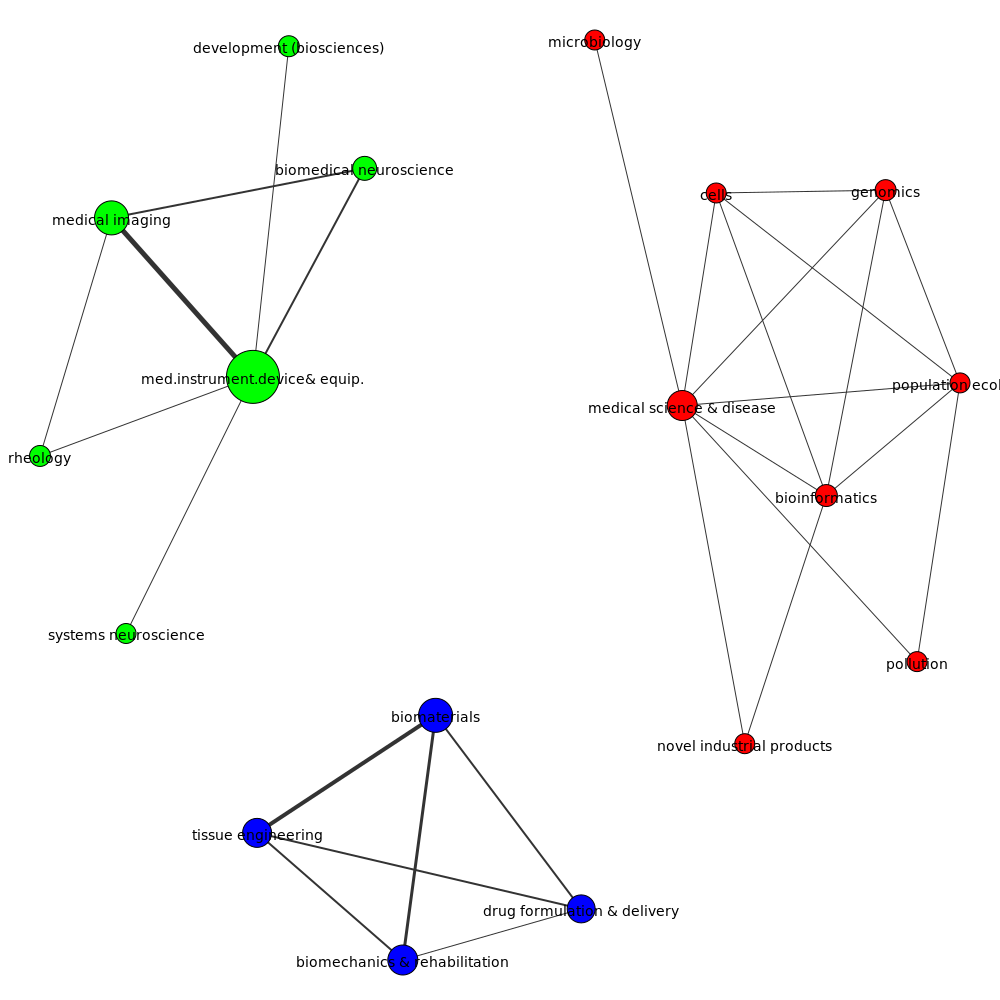 microbiology
development (biosciences)
biomedical neuroscience
cells
genomics
medical imaging
med.instrument.device& equip.
population ecol
medical science & disease
rheology
bioinformatics
systems neuroscience
pollution
biomaterials
novel industrial products
tissue engineering
drug formulation & delivery
biomechanics & rehabilitation